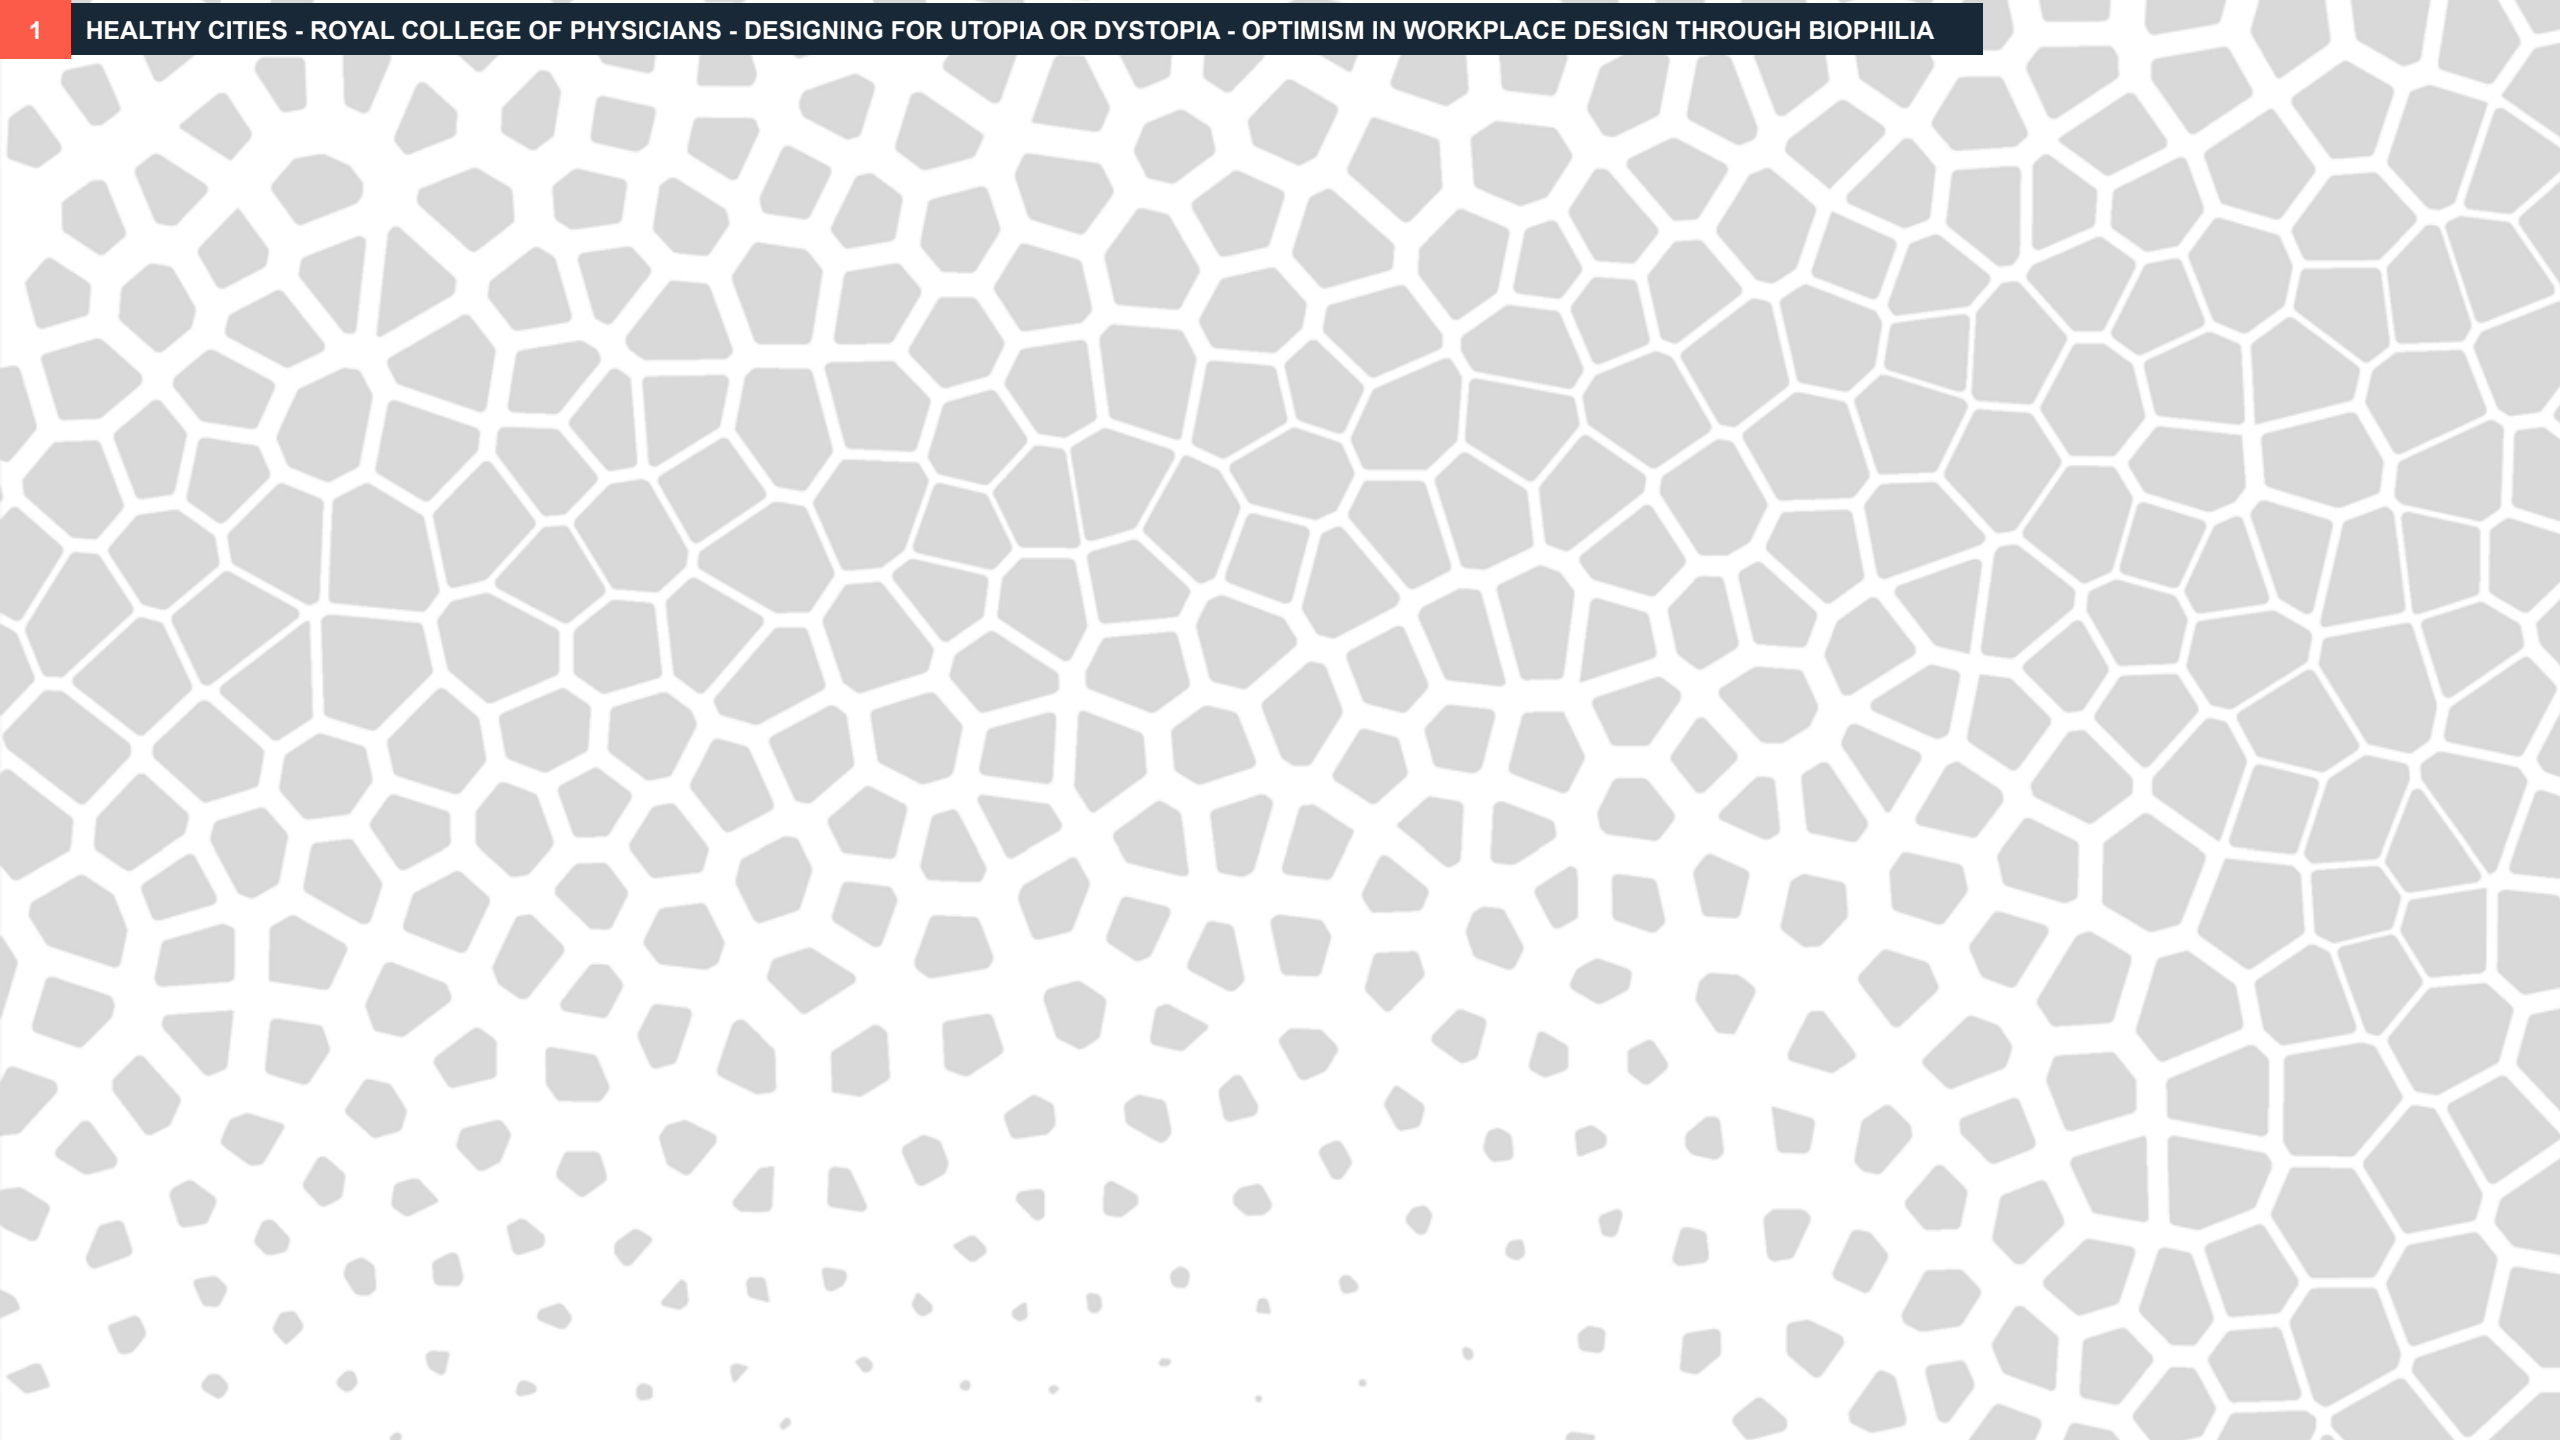 1
HEALTHY CITIES - ROYAL COLLEGE OF PHYSICIANS - DESIGNING FOR UTOPIA OR DYSTOPIA - OPTIMISM IN WORKPLACE DESIGN THROUGH BIOPHILIA